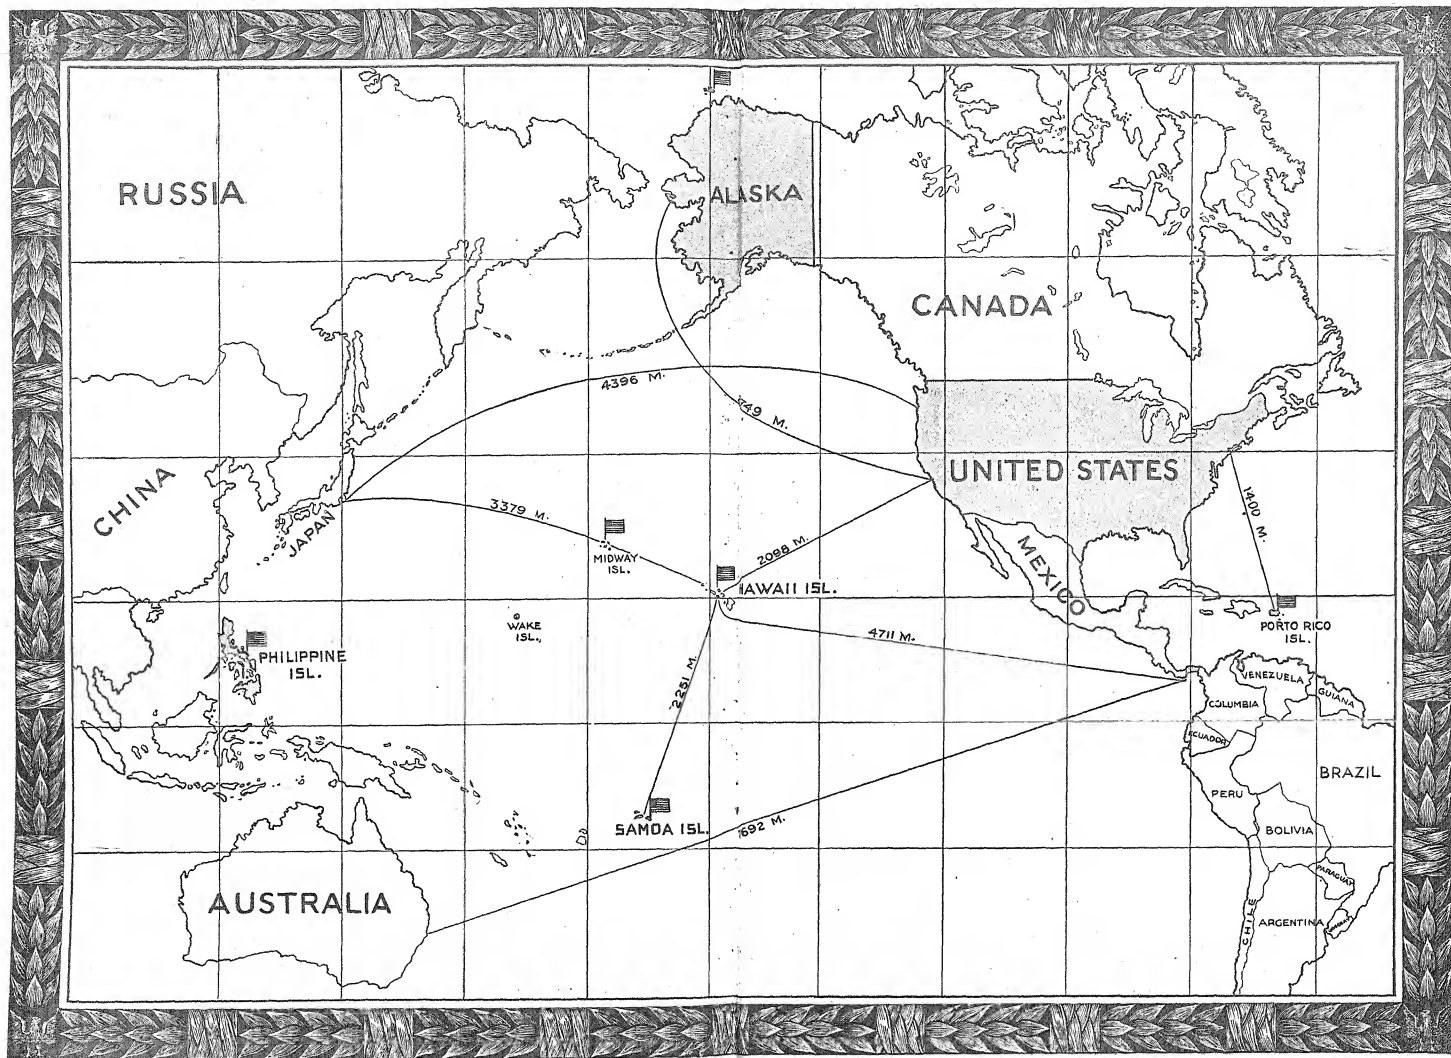 RUSSIA
ALASKA
CANADA
4396 M.
749 M.
UNITED STATES
CHINA
JAPAN
3379 M.
MIDWAY
ISL.
2098 M.
MEXICO
1400 M.
IAWAII ISL.
WAKE
ISL.
PHILIPPINE
ISL.
4711 M.
PORTO RICO
ISL.
2251 M.
VENEZUELA
GUIANA
COLUMBIA
ECUADOR
BRAZIL
PERU
SAMOA ISL.
692 M.
BOLIVIA
PARAGUAY
AUSTRALIA
CHILE
ARGENTINA